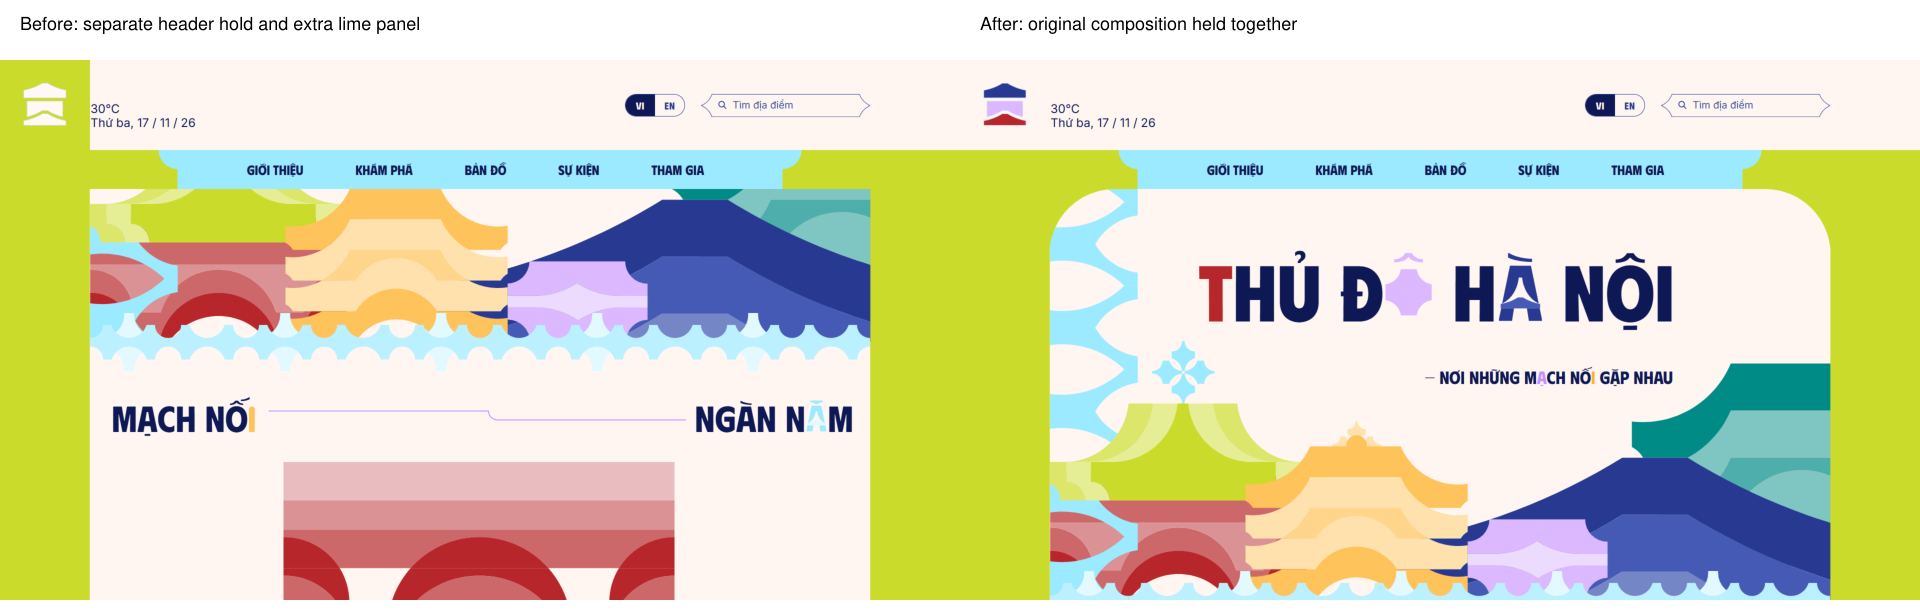 Before: separate header hold and extra lime panel
After: original composition held together
30°C
Thứ ba, 17 / 11 / 26
VI
EN
Tìm địa điểm
GIỚI THIỆU
KHÁM PHÁ
BẢN ĐỒ
SỰ KIỆN
THAM GIA
MẠCH NỐI
NGÀN NĂM
30°C
Thứ ba, 17 / 11 / 26
VI
EN
Tìm địa điểm
GIỚI THIỆU
KHÁM PHÁ
BẢN ĐỒ
SỰ KIỆN
THAM GIA
THỦ ĐÔ HÀ NỘI
— NƠI NHỮNG MẠCH NỐI GẶP NHAU